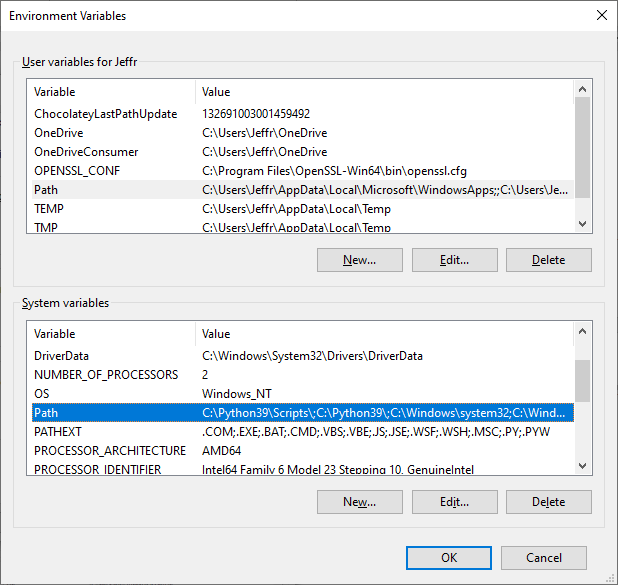 Environment Variables
User variables for Jeffr
Variable Value
ChocolateyLastPathUpdate 132691003001459492
OneDrive C:\Users\Jeffr\OneDrive
OneDriveConsumer C:\Users\Jeffr\OneDrive
OPENSSL_CONF C:\Program Files\OpenSSL-Win64\bin\openssl.cfg
Path C:\Users\Jeffr\AppData\Local\Microsoft\WindowsApps;;C:\Users\Je...
TEMP C:\Users\Jeffr\AppData\Local\Temp
TMP C:\Users\Jeffr\AppData\Local\Temp
New... Edit... Delete
System variables
Variable Value
DriverData C:\Windows\System32\Drivers\DriverData
NUMBER_OF_PROCESSORS 2
OS Windows_NT
Path C:\Python39\Scripts\;C:\Python39\;C:\Windows\system32;C:\Wind...
PATHEXT .COM;.EXE;.BAT;.CMD;.VBS;.VBE;.JS;.JSE;.WSF;.WSH;.MSC;.PY;.PYW
PROCESSOR_ARCHITECTURE AMD64
PROCESSOR_IDENTIFIER Intel64 Family 6 Model 23 Stepping 10, GenuineIntel
New... Edit... Delete
OK Cancel